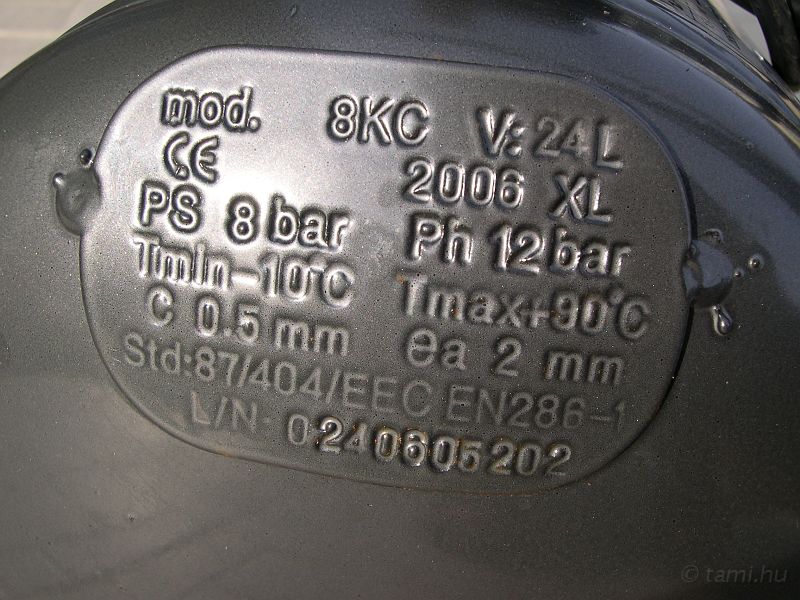 mod. 8KC V: 24 L
CE 2006 XL
PS 8 bar Ph 12 bar
Tmin-10°C Tmax+90°C
C 0.5 mm ea 2 mm
Std:87/404/EEC EN286-1
L/N: 0240605202
© tami.hu